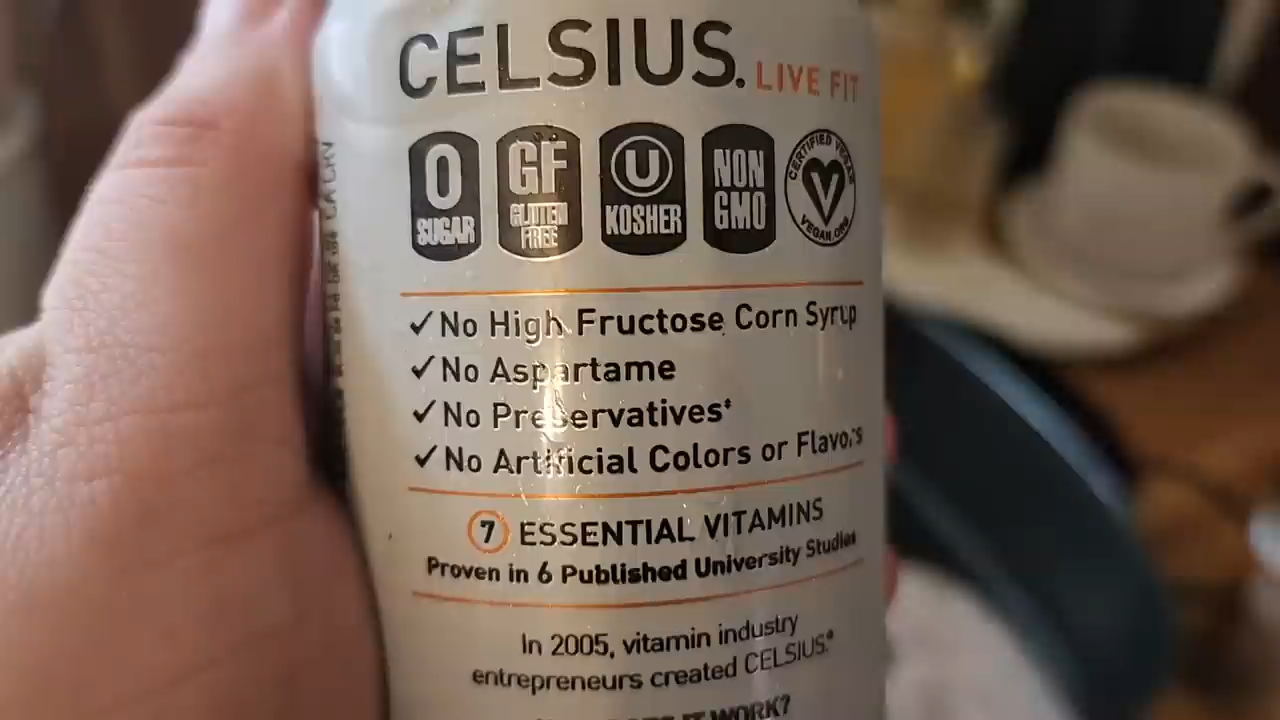 CELSIUS. LIVE FIT
0 SUGAR
GF GLUTEN FREE
U KOSHER
NON GMO
CERTIFIED VEGAN V VEGAN.ORG
✓ No High Fructose Corn Syrup
✓ No Aspartame
✓ No Preservatives‡
✓ No Artificial Colors or Flavors
7 ESSENTIAL VITAMINS
Proven in 6 Published University Studies
In 2005, vitamin industry
entrepreneurs created CELSIUS.®
IT WORK?